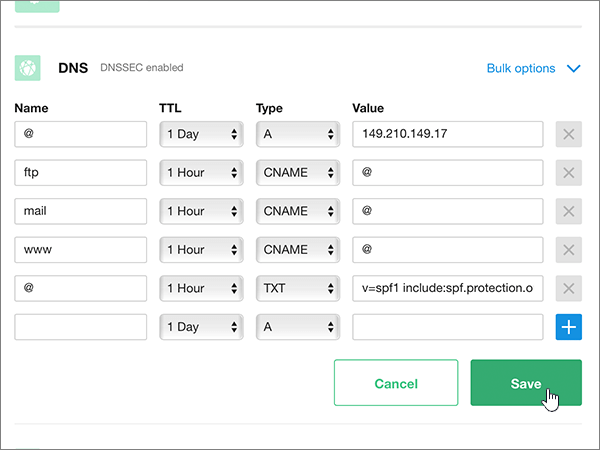 DNS DNSSEC enabled Bulk options
Name TTL Type Value
@ 1 Day A 149.210.149.17
ftp 1 Hour CNAME @
mail 1 Hour CNAME @
www 1 Hour CNAME @
@ 1 Hour TXT v=spf1 include:spf.protection.o
1 Day A
Cancel Save